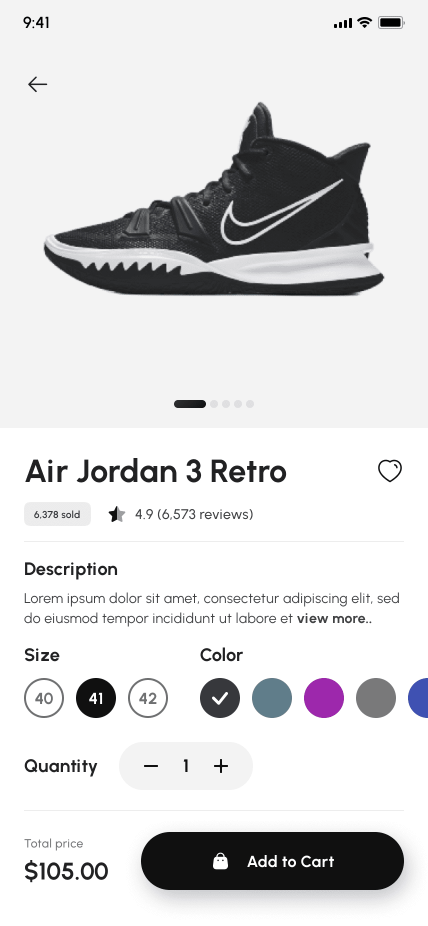 9:41
Air Jordan 3 Retro
6,378 sold
4.9 (6,573 reviews)
Description
Lorem ipsum dolor sit amet, consectetur adipiscing elit, sed
do eiusmod tempor incididunt ut labore et view more..
Size
Color
40
41
42
Quantity
1
Total price
$105.00
Add to Cart